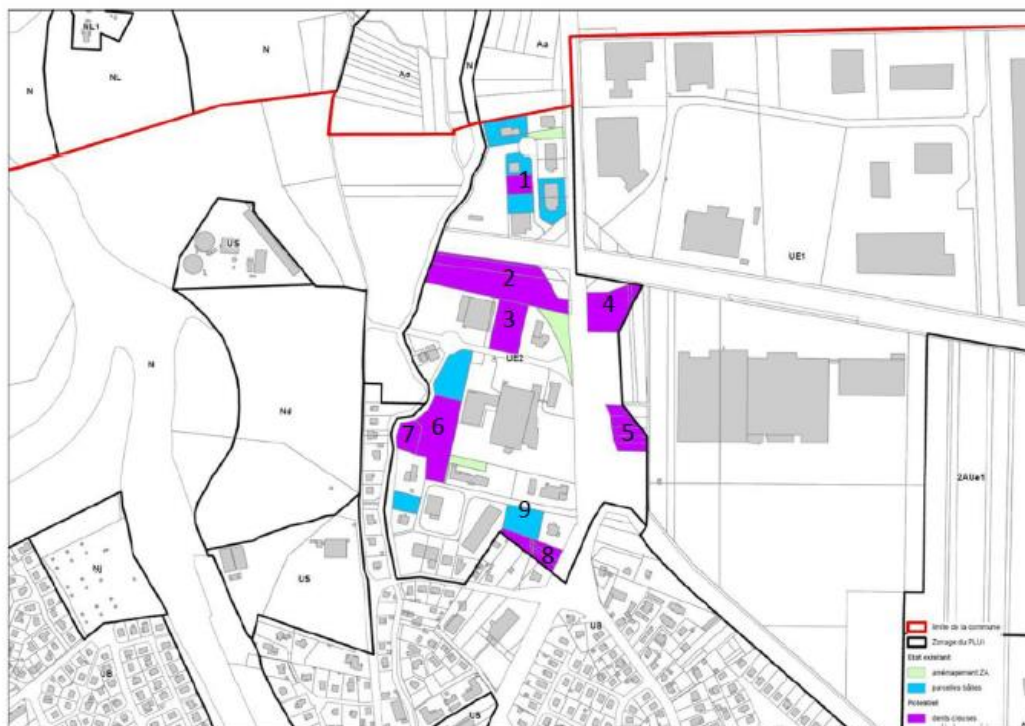 NL1
NL
N
N
N
Aa
Aa
N
1
US
UE1
2
3
4
UE2
N
Nd
6
7
5
2AUe1
9
8
Nj
US
UB
UB
US
limite de la commune
Zonage du PLUi
Etat existant
aménagement ZA
parcelles bâties
Potentiel
dents creuses